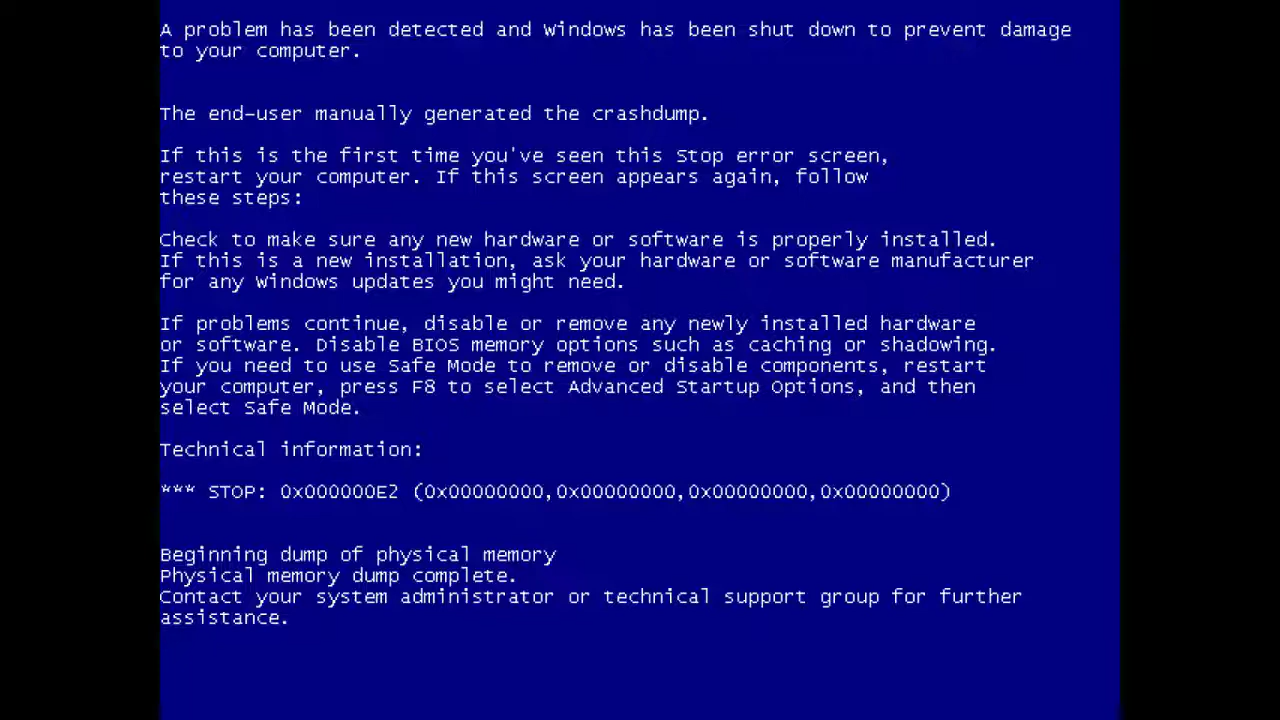 A problem has been detected and Windows has been shut down to prevent damage
to your computer.
The end-user manually generated the crashdump.
If this is the first time you've seen this Stop error screen,
restart your computer. If this screen appears again, follow
these steps:
Check to make sure any new hardware or software is properly installed.
If this is a new installation, ask your hardware or software manufacturer
for any Windows updates you might need.
If problems continue, disable or remove any newly installed hardware
or software. Disable BIOS memory options such as caching or shadowing.
If you need to use Safe Mode to remove or disable components, restart
your computer, press F8 to select Advanced Startup Options, and then
select Safe Mode.
Technical information:
*** STOP: 0x000000E2 (0x00000000,0x00000000,0x00000000,0x00000000)
Beginning dump of physical memory
Physical memory dump complete.
Contact your system administrator or technical support group for further
assistance.